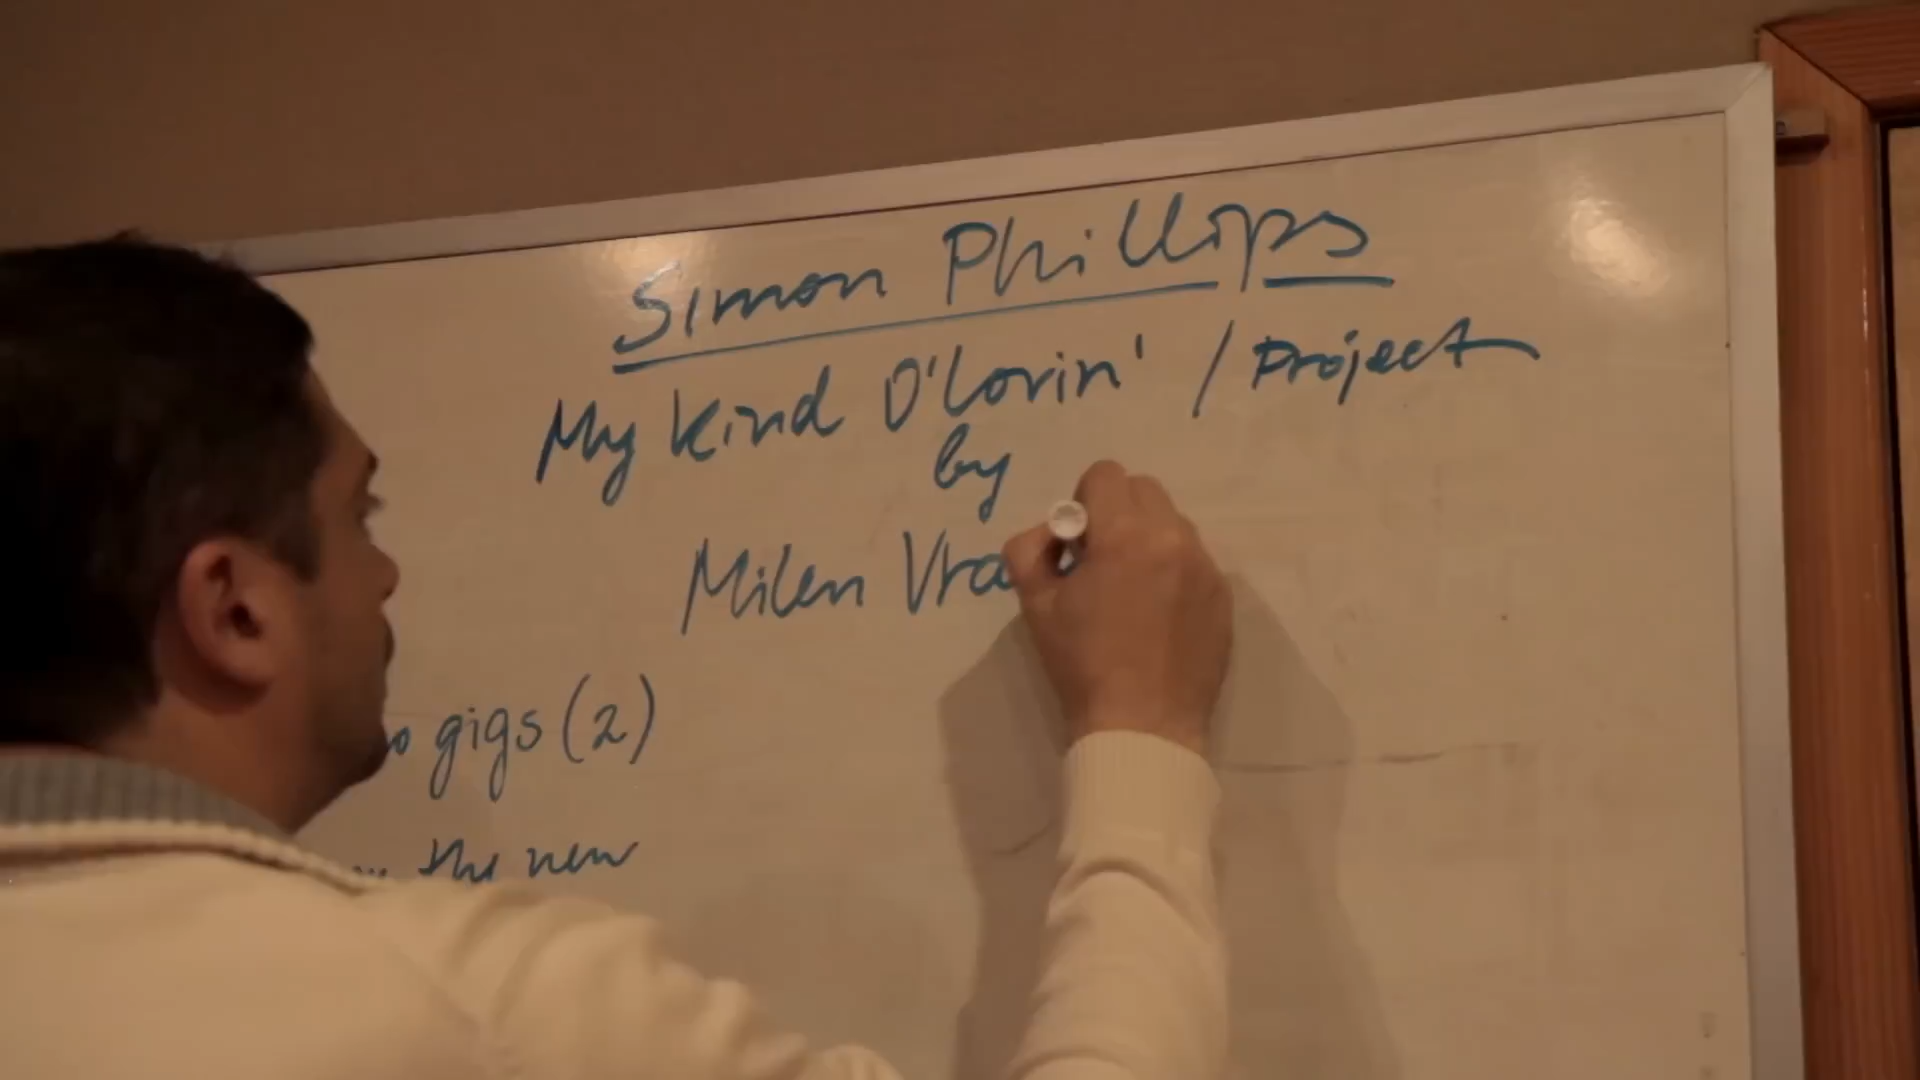 Simon Phillips
My Kind O'Lovin' / Project
by
Milen Vra
gigs (2)
the new